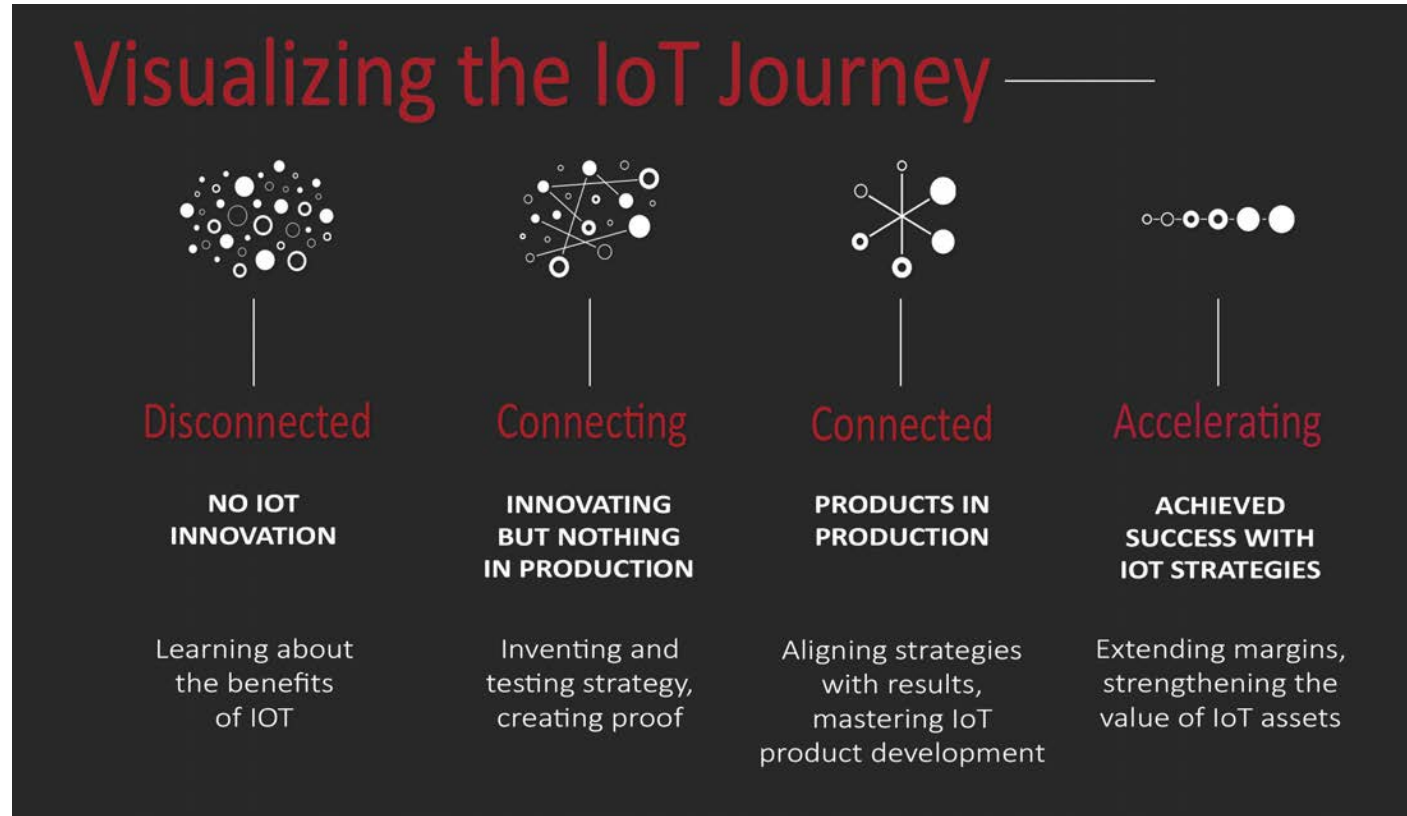 Visualizing the IoT Journey
Disconnected
NO IOT
INNOVATION
Learning about
the benefits
of IOT
Connecting
INNOVATING
BUT NOTHING
IN PRODUCTION
Inventing and
testing strategy,
creating proof
Connected
PRODUCTS IN
PRODUCTION
Aligning strategies
with results,
mastering IoT
product development
Accelerating
ACHIEVED
SUCCESS WITH
IOT STRATEGIES
Extending margins,
strengthening the
value of IoT assets